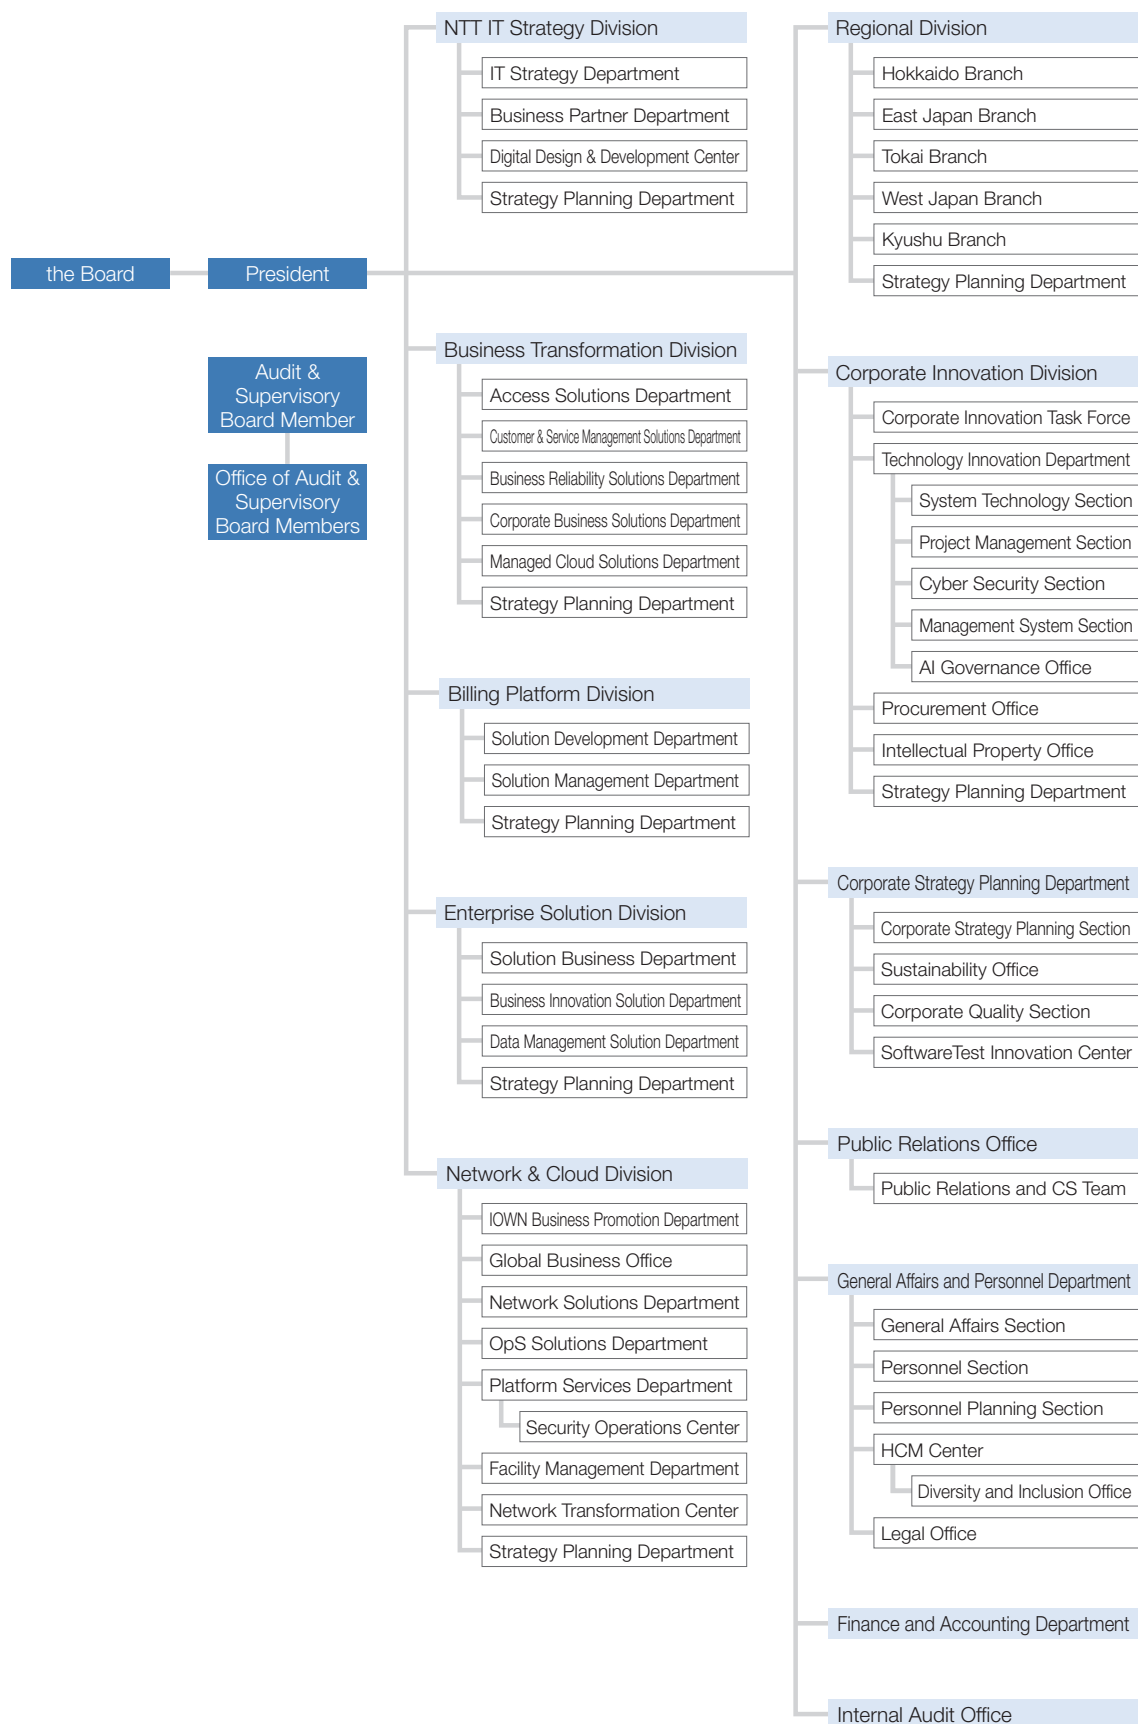 the Board
President
Audit &
Supervisory
Board Member
Office of Audit &
Supervisory
Board Members
NTT IT Strategy Division
IT Strategy Department
Business Partner Department
Digital Design & Development Center
Strategy Planning Department
Business Transformation Division
Access Solutions Department
Customer & Service Management Solutions Department
Business Reliability Solutions Department
Corporate Business Solutions Department
Managed Cloud Solutions Department
Strategy Planning Department
Billing Platform Division
Solution Development Department
Solution Management Department
Strategy Planning Department
Enterprise Solution Division
Solution Business Department
Business Innovation Solution Department
Data Management Solution Department
Strategy Planning Department
Network & Cloud Division
IOWN Business Promotion Department
Global Business Office
Network Solutions Department
OpS Solutions Department
Platform Services Department
Security Operations Center
Facility Management Department
Network Transformation Center
Strategy Planning Department
Regional Division
Hokkaido Branch
East Japan Branch
Tokai Branch
West Japan Branch
Kyushu Branch
Strategy Planning Department
Corporate Innovation Division
Corporate Innovation Task Force
Technology Innovation Department
System Technology Section
Project Management Section
Cyber Security Section
Management System Section
AI Governance Office
Procurement Office
Intellectual Property Office
Strategy Planning Department
Corporate Strategy Planning Department
Corporate Strategy Planning Section
Sustainability Office
Corporate Quality Section
SoftwareTest Innovation Center
Public Relations Office
Public Relations and CS Team
General Affairs and Personnel Department
General Affairs Section
Personnel Section
Personnel Planning Section
HCM Center
Diversity and Inclusion Office
Legal Office
Finance and Accounting Department
Internal Audit Office